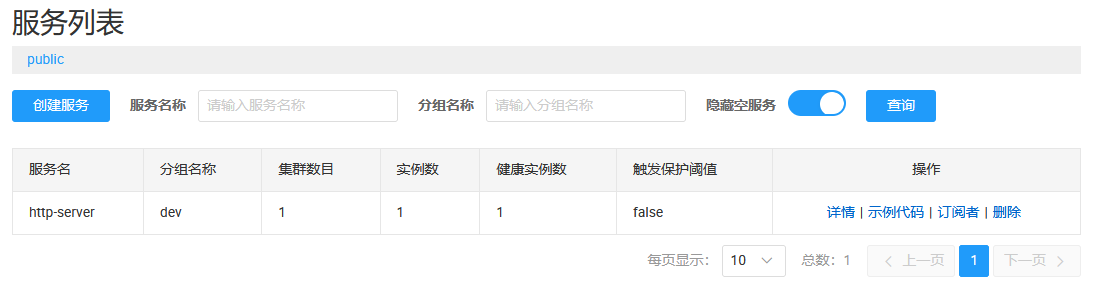 服务列表
public
创建服务 服务名称 请输入服务名称 分组名称 请输入分组名称 隐藏空服务 查询
服务名 分组名称 集群数目 实例数 健康实例数 触发保护阈值 操作
http-server dev 1 1 1 false 详情 | 示例代码 | 订阅者 | 删除
每页显示： 10 总数：1 上一页 1 下一页